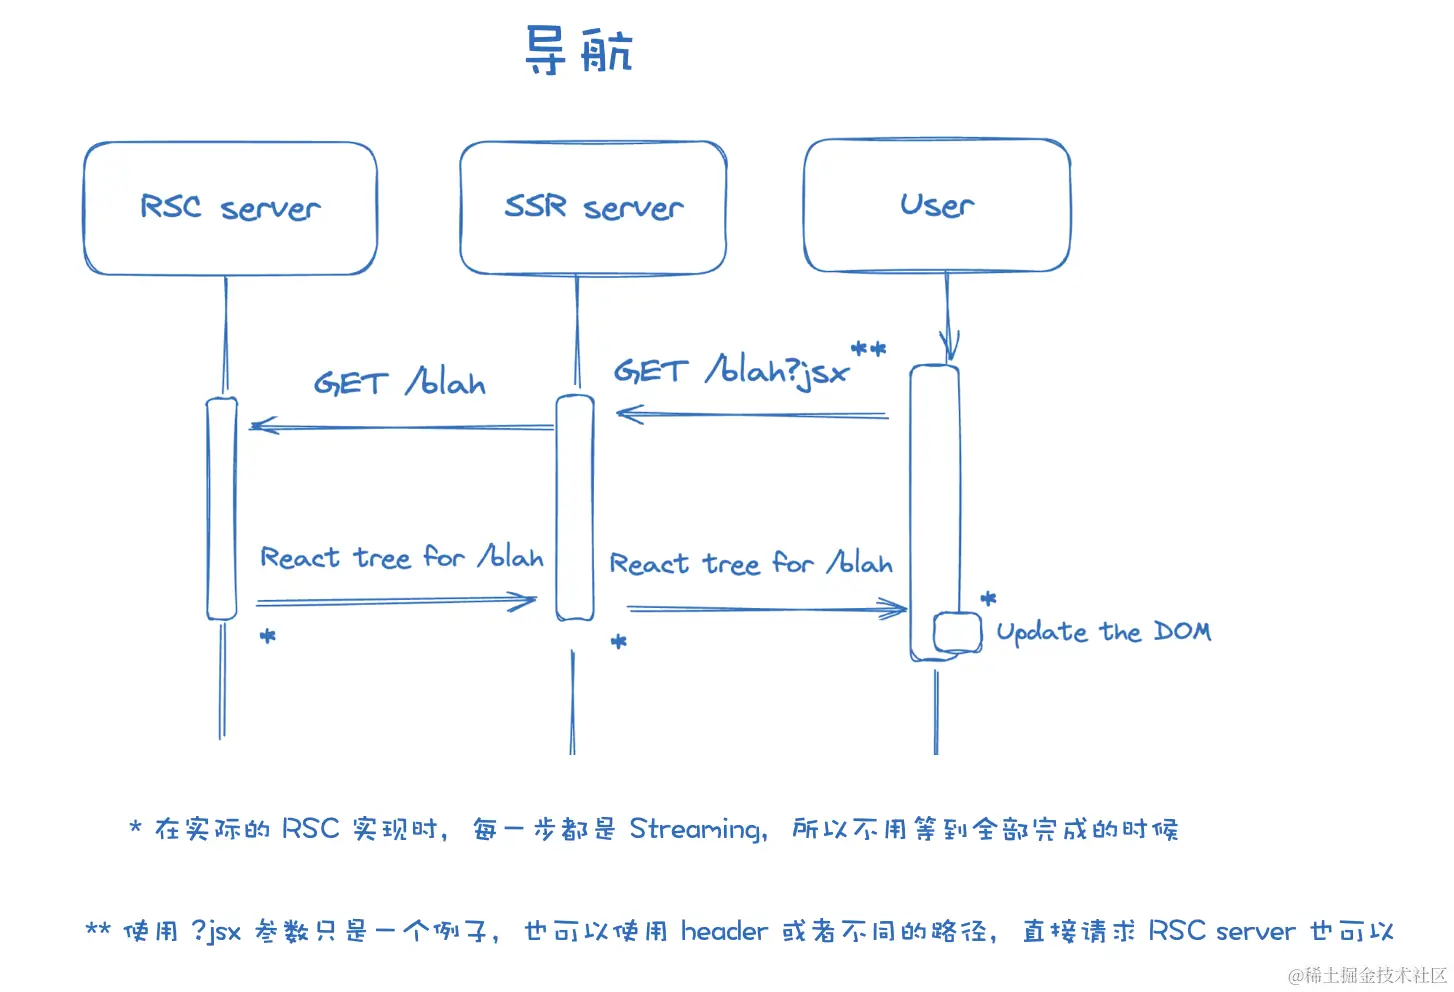 导航
RSC server
SSR server
User
GET /blah
GET /blah?jsx**
React tree for /blah
React tree for /blah
*
*
*
Update the DOM
* 在实际的 RSC 实现时，每一步都是 Streaming，所以不用等到全部完成的时候
** 使用 ?jsx 参数只是一个例子，也可以使用 header 或者不同的路径，直接请求 RSC server 也可以
@稀土掘金技术社区